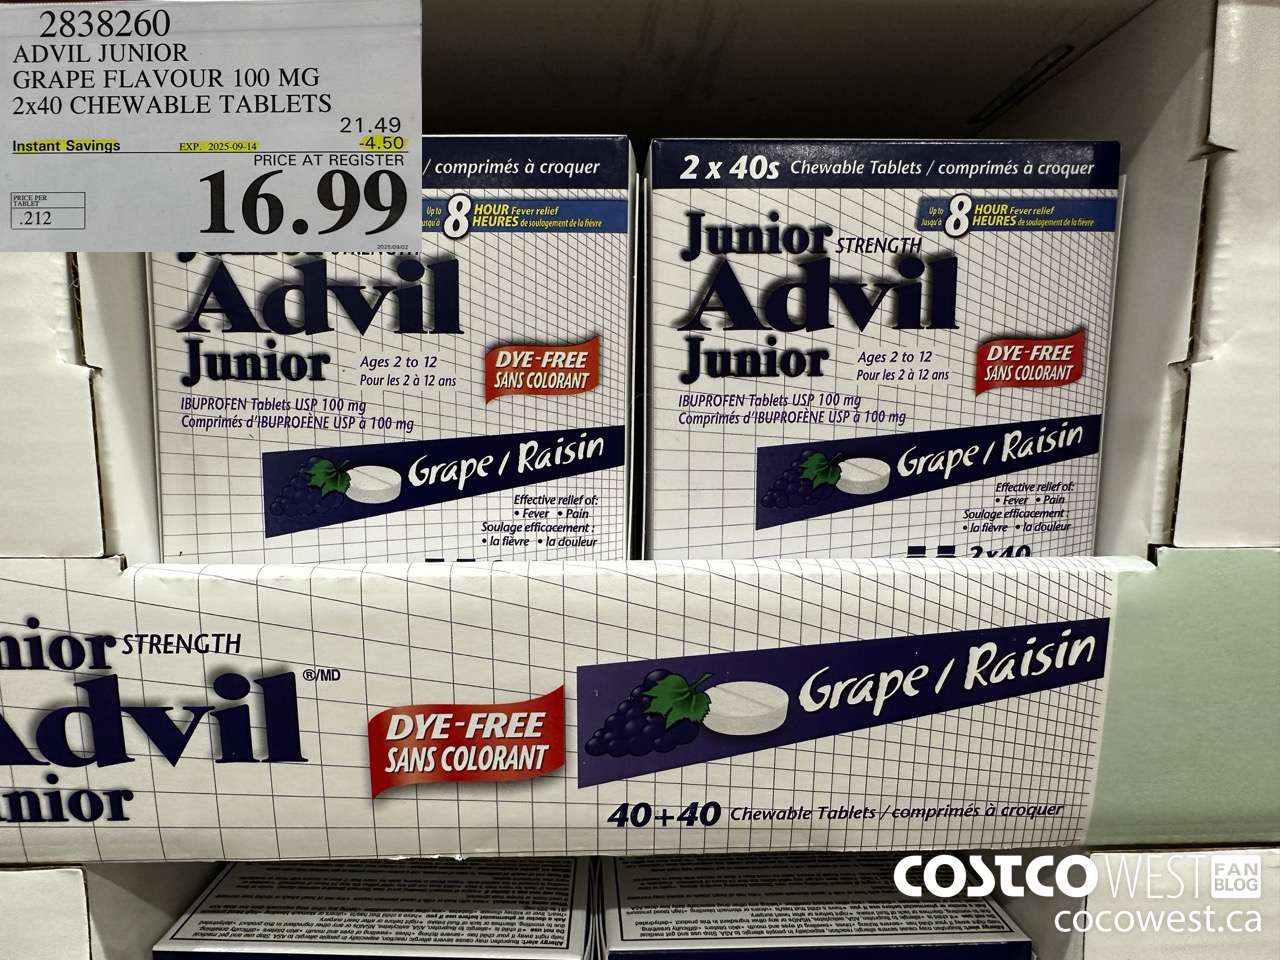 2838260
ADVIL JUNIOR
GRAPE FLAVOUR 100 MG
2x40 CHEWABLE TABLETS
21.49
Instant Savings EXP. 2025-09-14 -4.50
PRICE AT REGISTER
PRICE PER
TABLET
.212
16.99
2025/09/02
/ comprimés à croquer
Up to
Jusqu'à
8 HOUR Fever relief
HEURES de soulagement de la fièvre
Advil
Junior
Ages 2 to 12
Pour les 2 à 12 ans
DYE-FREE
SANS COLORANT
IBUPROFEN Tablets USP 100 mg
Comprimés d'IBUPROFÈNE USP à 100 mg
Grape / Raisin
Effective relief of:
• Fever • Pain
Soulage efficacement :
• la fièvre • la douleur
2 x 40s Chewable Tablets / comprimés à croquer
Up to
Jusqu'à
8 HOUR Fever relief
HEURES de soulagement de la fièvre
Junior STRENGTH
Advil
Junior
Ages 2 to 12
Pour les 2 à 12 ans
DYE-FREE
SANS COLORANT
IBUPROFEN Tablets USP 100 mg
Comprimés d'IBUPROFÈNE USP à 100 mg
Grape / Raisin
Effective relief of:
• Fever • Pain
Soulage efficacement :
• la fièvre • la douleur
2x40
nior STRENGTH
Advil ®/MD
unior
DYE-FREE
SANS COLORANT
Grape / Raisin
40+40 Chewable Tablets / comprimés à croquer
COSTCO WEST FAN
BLOG
cocowest.ca